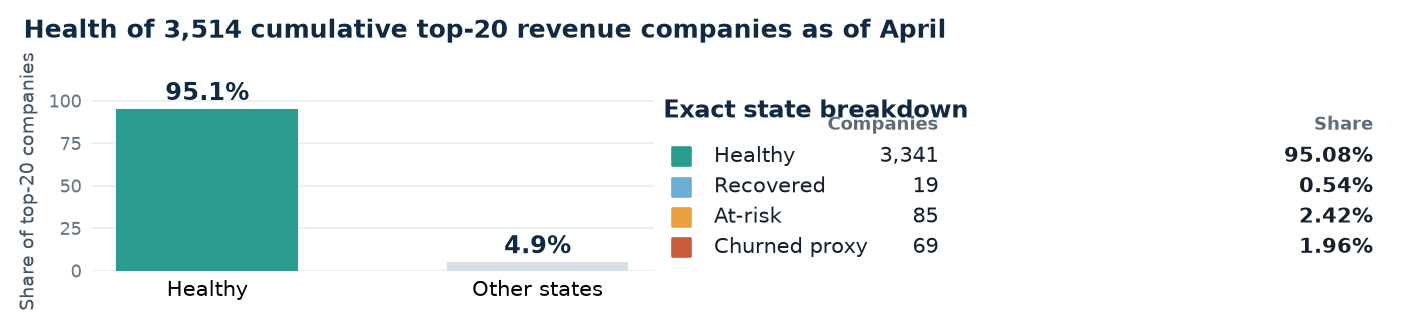 Health of 3,514 cumulative top-20 revenue companies as of April
Share of top-20 companies
100
75
50
25
0
95.1%
4.9%
Healthy
Other states
Exact state breakdown
Companies Share
Healthy 3,341 95.08%
Recovered 19 0.54%
At-risk 85 2.42%
Churned proxy 69 1.96%